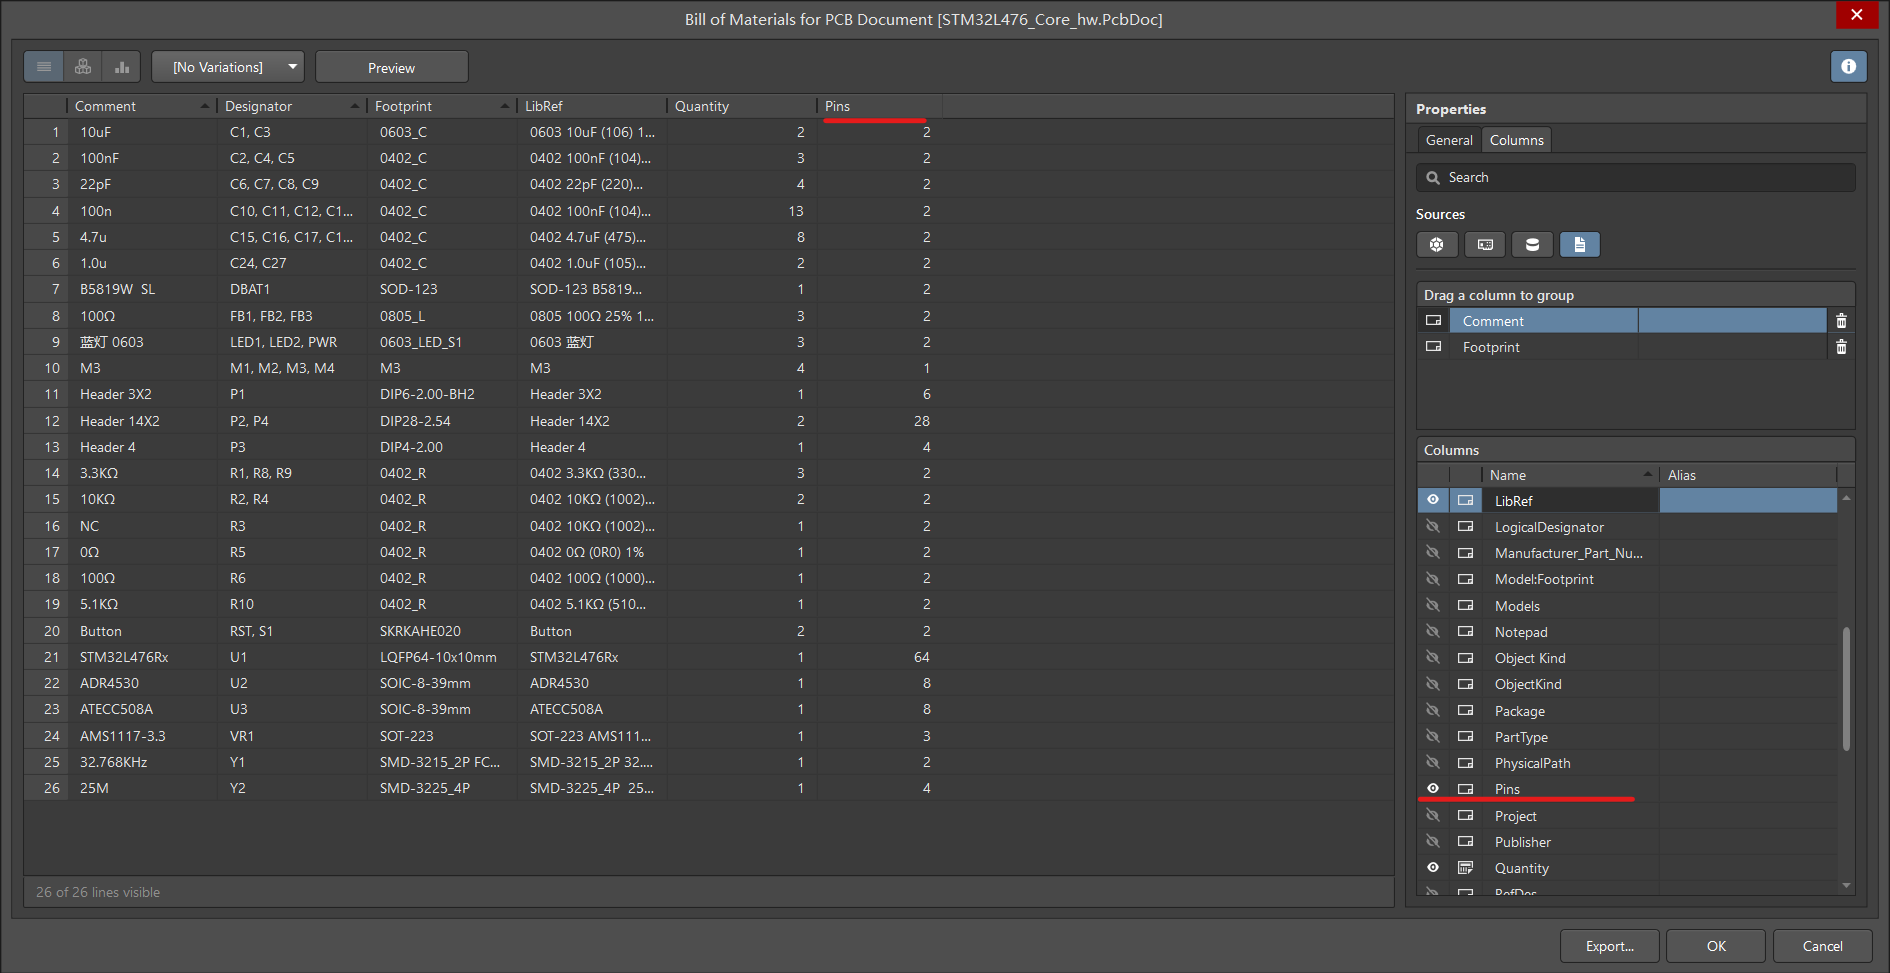 Bill of Materials for PCB Document [STM32L476_Core_hw.PcbDoc]
[No Variations] Preview
Comment Designator Footprint LibRef Quantity Pins
1 10uF C1, C3 0603_C 0603 10uF (106) 1... 2 2
2 100nF C2, C4, C5 0402_C 0402 100nF (104)... 3 2
3 22pF C6, C7, C8, C9 0402_C 0402 22pF (220)... 4 2
4 100n C10, C11, C12, C1... 0402_C 0402 100nF (104)... 13 2
5 4.7u C15, C16, C17, C1... 0402_C 0402 4.7uF (475)... 8 2
6 1.0u C24, C27 0402_C 0402 1.0uF (105)... 2 2
7 B5819W SL DBAT1 SOD-123 SOD-123 B5819... 1 2
8 100Ω FB1, FB2, FB3 0805_L 0805 100Ω 25% 1... 3 2
9 蓝灯 0603 LED1, LED2, PWR 0603_LED_S1 0603 蓝灯 3 2
10 M3 M1, M2, M3, M4 M3 M3 4 1
11 Header 3X2 P1 DIP6-2.00-BH2 Header 3X2 1 6
12 Header 14X2 P2, P4 DIP28-2.54 Header 14X2 2 28
13 Header 4 P3 DIP4-2.00 Header 4 1 4
14 3.3KΩ R1, R8, R9 0402_R 0402 3.3KΩ (330... 3 2
15 10KΩ R2, R4 0402_R 0402 10KΩ (1002)... 2 2
16 NC R3 0402_R 0402 10KΩ (1002)... 1 2
17 0Ω R5 0402_R 0402 0Ω (0R0) 1% 1 2
18 100Ω R6 0402_R 0402 100Ω (1000)... 1 2
19 5.1KΩ R10 0402_R 0402 5.1KΩ (510... 1 2
20 Button RST, S1 SKRKAHE020 Button 2 2
21 STM32L476Rx U1 LQFP64-10x10mm STM32L476Rx 1 64
22 ADR4530 U2 SOIC-8-39mm ADR4530 1 8
23 ATECC508A U3 SOIC-8-39mm ATECC508A 1 8
24 AMS1117-3.3 VR1 SOT-223 SOT-223 AMS111... 1 3
25 32.768KHz Y1 SMD-3215_2P FC... SMD-3215_2P 32.... 1 2
26 25M Y2 SMD-3225_4P SMD-3225_4P 25... 1 4
26 of 26 lines visible
Properties
General Columns
Search
Sources
Drag a column to group
Comment
Footprint
Columns
Name Alias
LibRef
LogicalDesignator
Manufacturer_Part_Nu...
Model:Footprint
Models
Notepad
Object Kind
ObjectKind
Package
PartType
PhysicalPath
Pins
Project
Publisher
Quantity
RefDes
Export... OK Cancel